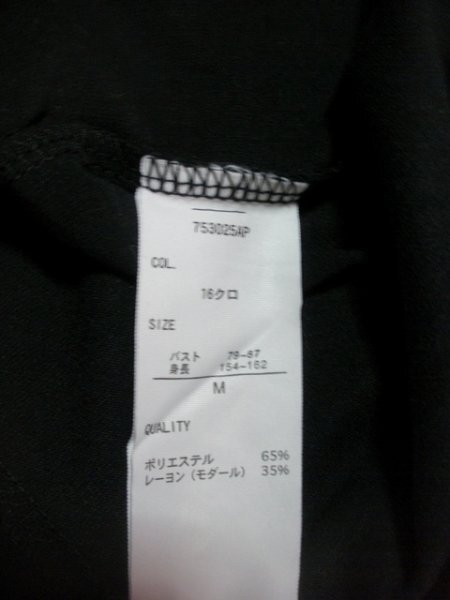 753025AP
COL.
16クロ
SIZE
バスト 79-87
身長 154-162
M
QUALITY
ポリエステル 65%
レーヨン(モダール) 35%